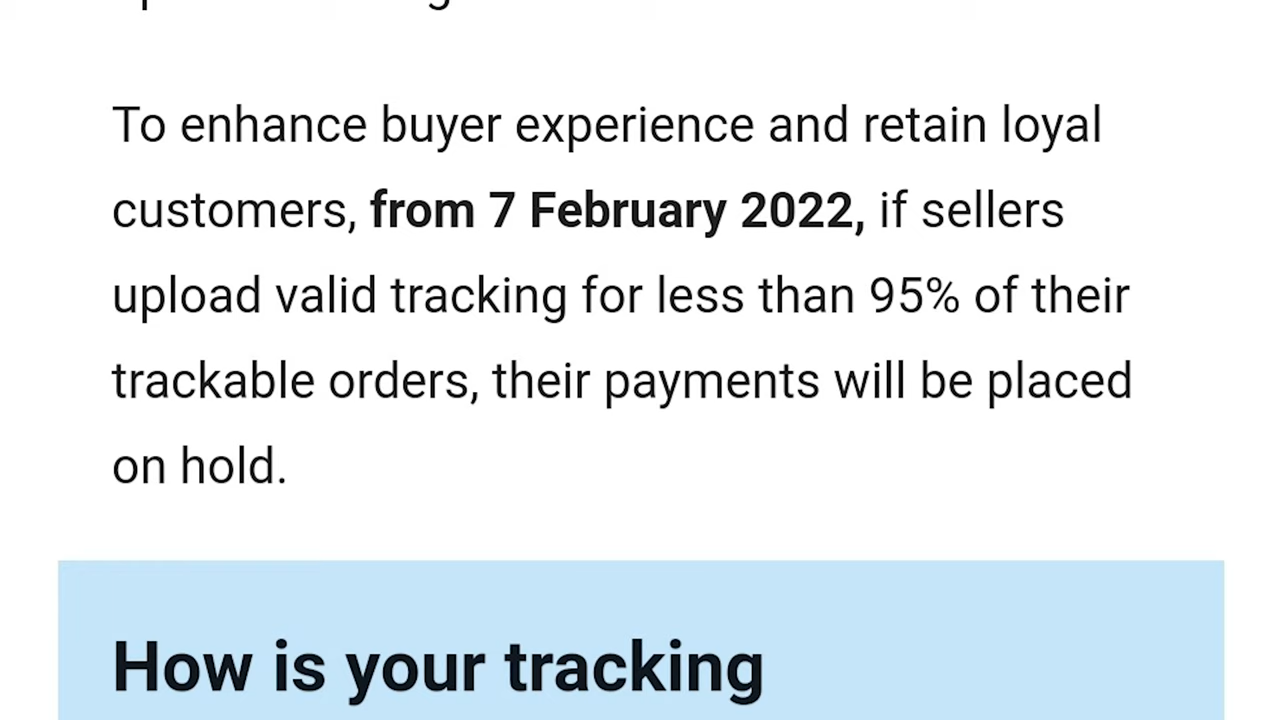 To enhance buyer experience and retain loyal
customers, from 7 February 2022, if sellers
upload valid tracking for less than 95% of their
trackable orders, their payments will be placed
on hold.
How is your tracking